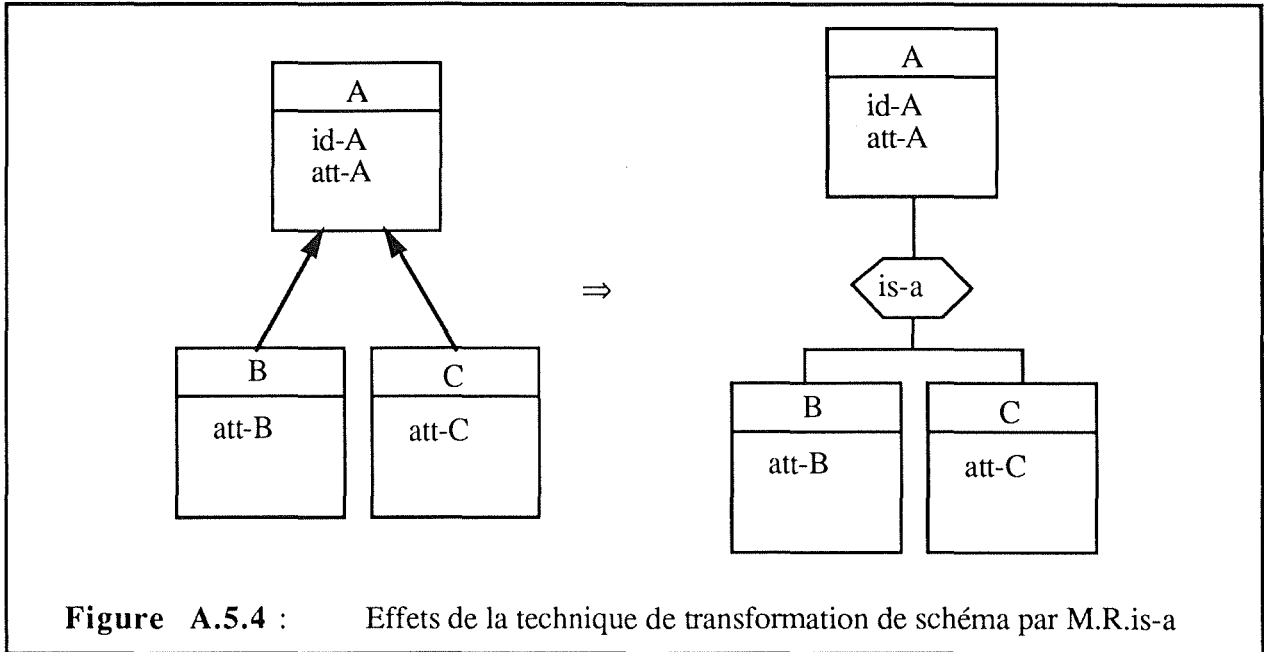 A
id-A
att-A
B
att-B
C
att-C
⇒
A
id-A
att-A
is-a
B
att-B
C
att-C
Figure A.5.4 : Effets de la technique de transformation de schéma par M.R.is-a